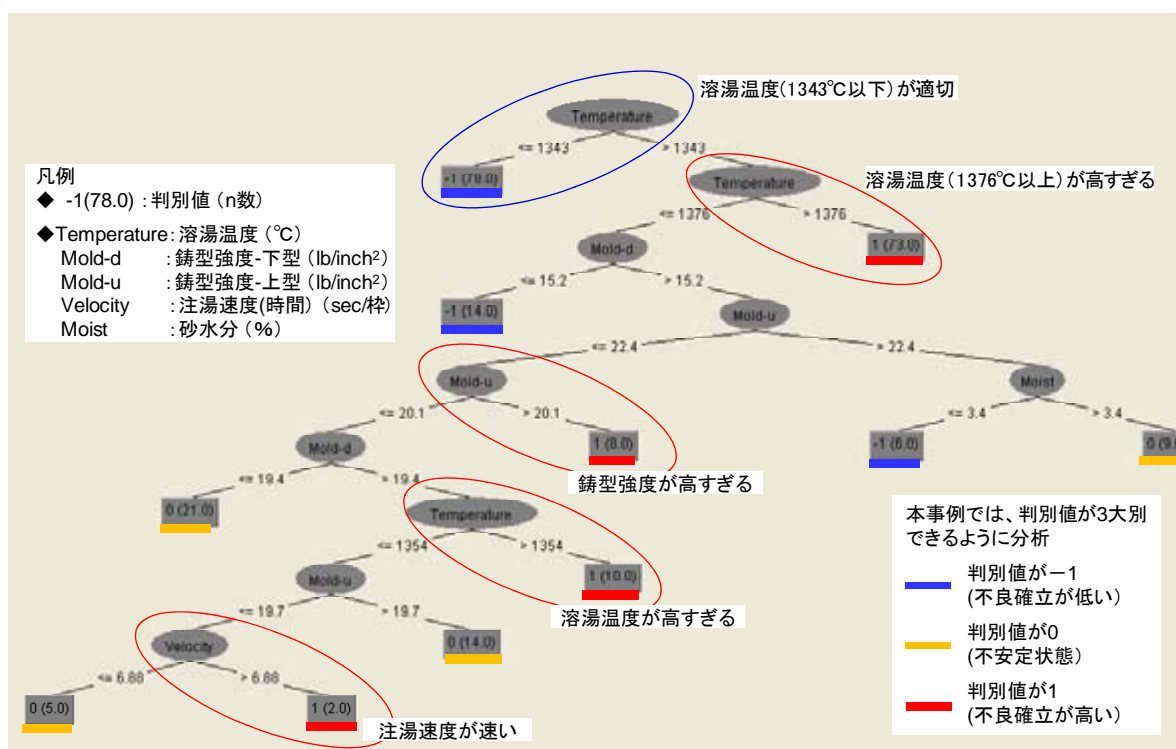 溶湯温度(1343℃以下)が適切
Temperature
<= 1343
> 1343
-1 (78.0)
凡例
◆ -1(78.0) : 判別値 (n数)
◆Temperature: 溶湯温度 (℃)
Mold-d : 鋳型強度-下型 (lb/inch²)
Mold-u : 鋳型強度-上型 (lb/inch²)
Velocity : 注湯速度(時間) (sec/枠)
Moist : 砂水分 (%)
Temperature
溶湯温度(1376℃以上)が高すぎる
<= 1376
> 1376
Mold-d
1 (73.0)
<= 15.2
> 15.2
-1 (14.0)
Mold-u
<= 22.4
> 22.4
Mold-u
Moist
<= 20.1
> 20.1
<= 3.4
> 3.4
Mold-d
1 (8.0)
-1 (6.0)
0 (9.0
鋳型強度が高すぎる
<= 19.4
> 19.4
0 (21.0)
Temperature
<= 1354
> 1354
Mold-u
1 (10.0)
溶湯温度が高すぎる
<= 19.7
> 19.7
Velocity
0 (14.0)
<= 6.88
> 6.88
0 (5.0)
1 (2.0)
注湯速度が速い
本事例では、判別値が3大別
できるように分析
判別値が－1
(不良確立が低い)
判別値が0
(不安定状態)
判別値が1
(不良確立が高い)